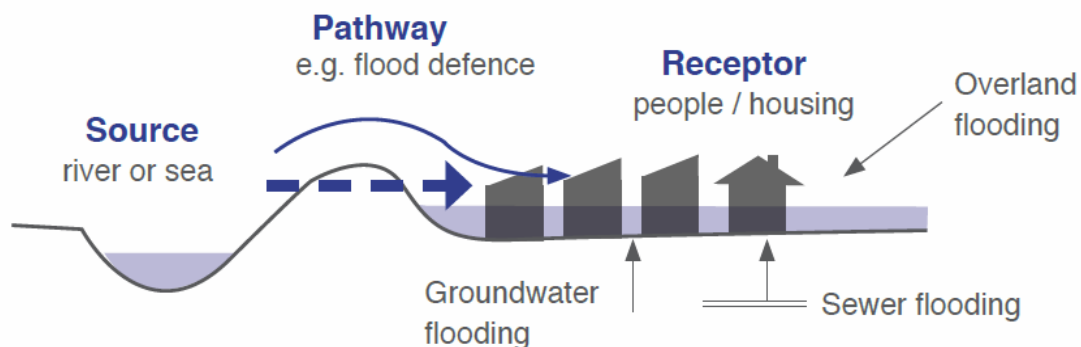 Pathway
e.g. flood defence
Receptor
people / housing
Overland
flooding
Source
river or sea
Groundwater
flooding
Sewer flooding